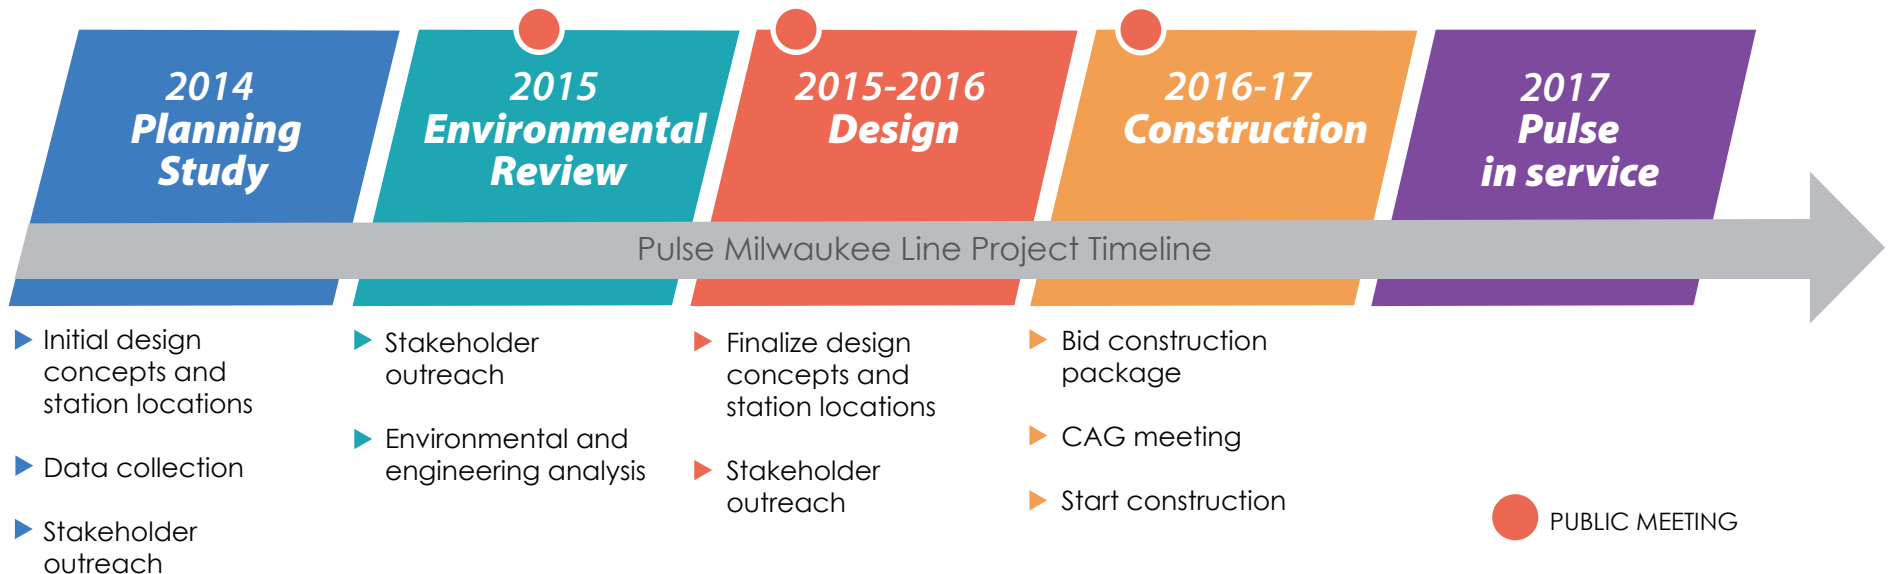 2014
Planning
Study
2015
Environmental
Review
2015-2016
Design
2016-17
Construction
2017
Pulse
in service
Pulse Milwaukee Line Project Timeline
Initial design
concepts and
station locations
Data collection
Stakeholder
outreach
Stakeholder
outreach
Environmental and
engineering analysis
Finalize design
concepts and
station locations
Stakeholder
outreach
Bid construction
package
CAG meeting
Start construction
PUBLIC MEETING